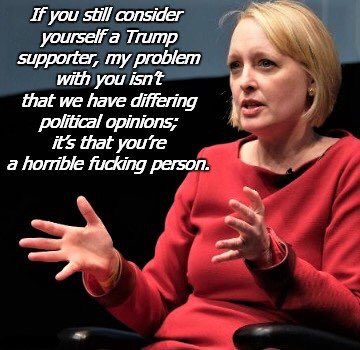 If you still consider
yourself a Trump
supporter, my problem
with you isn't
that we have differing
political opinions;
it's that you're
a horrible fucking person.